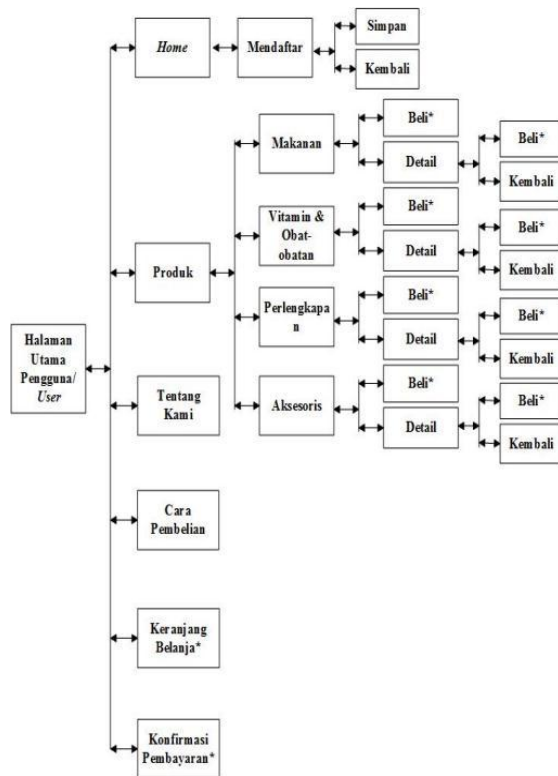 Home
Mendaftar
Simpan
Kembali
Produk
Makanan
Beli*
Detail
Beli*
Kembali
Vitamin &
Obat-
obatan
Beli*
Detail
Beli*
Kembali
Perlengkapa
n
Beli*
Detail
Beli*
Kembali
Aksesoris
Beli*
Detail
Beli*
Kembali
Halaman
Utama
Pengguna/
User
Tentang
Kami
Cara
Pembelian
Keranjang
Belanja*
Konfirmasi
Pembayaran*